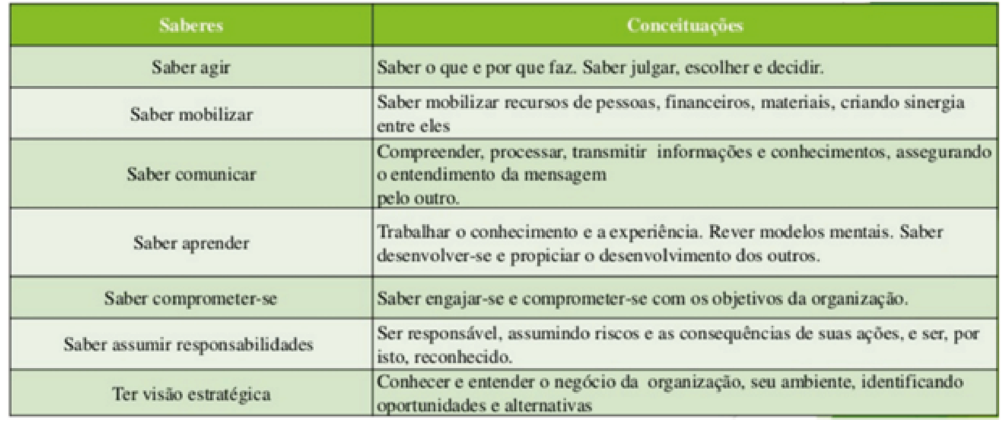 Saberes
Conceituações
Saber agir
Saber o que e por que faz. Saber julgar, escolher e decidir.
Saber mobilizar
Saber mobilizar recursos de pessoas, financeiros, materiais, criando sinergia
entre eles
Saber comunicar
Compreender, processar, transmitir informações e conhecimentos, assegurando
o entendimento da mensagem
pelo outro.
Saber aprender
Trabalhar o conhecimento e a experiência. Rever modelos mentais. Saber
desenvolver-se e propiciar o desenvolvimento dos outros.
Saber comprometer-se
Saber engajar-se e comprometer-se com os objetivos da organização.
Saber assumir responsabilidades
Ser responsável, assumindo riscos e as consequências de suas ações, e ser, por
isto, reconhecido.
Ter visão estratégica
Conhecer e entender o negócio da organização, seu ambiente, identificando
oportunidades e alternativas